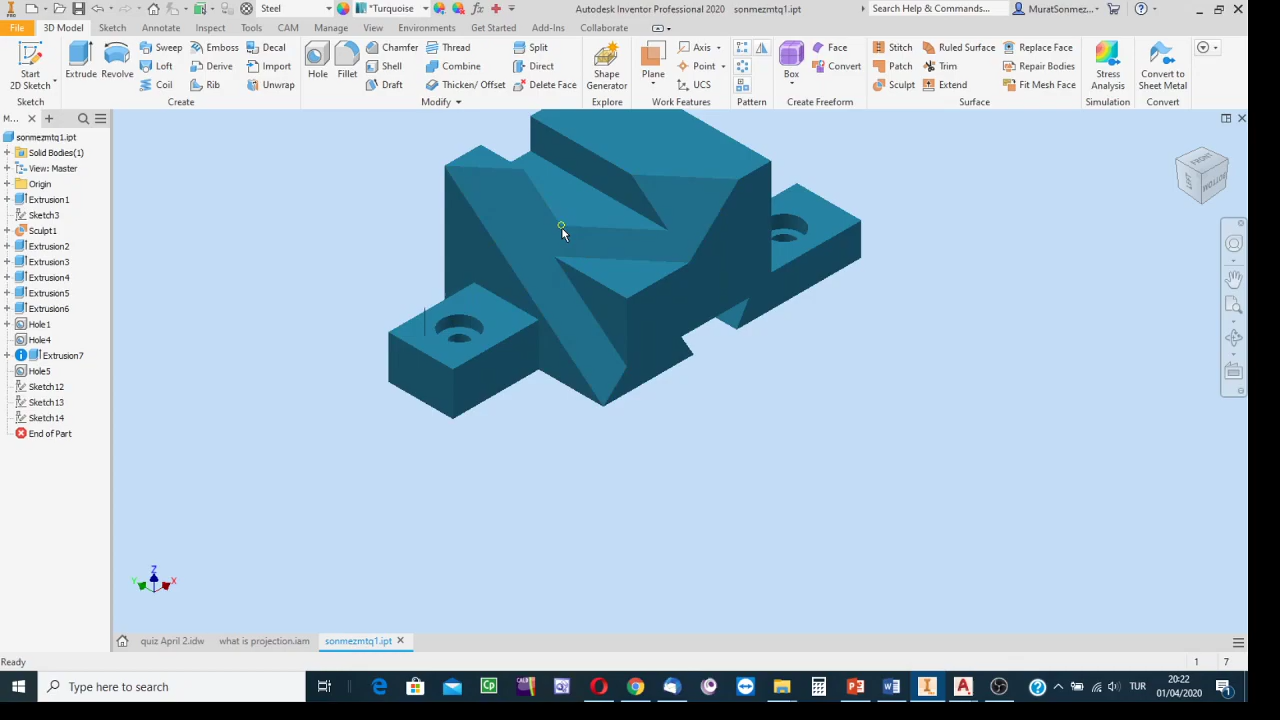 Steel
*Turquoise
Autodesk Inventor Professional 2020 sonmezmtq1.ipt
Search Help & Commands...
MuratSonmez...
File 3D Model Sketch Annotate Inspect Tools Manage View Environments Get Started Add-Ins CAM Collaborate
Start
2D Sketch
Extrude
Revolve
Sweep
Loft
Coil
Emboss
Derive
Rib
Decal
Import
Unwrap
Hole
Fillet
Chamfer
Shell
Draft
Thread
Combine
Thicken/ Offset
Split
Direct
Delete Face
Shape
Generator
Plane
Axis
Point
UCS
Box
Face
Convert
Stitch
Patch
Sculpt
Ruled Surface
Trim
Extend
Replace Face
Repair Bodies
Fit Mesh Face
Stress
Analysis
Convert to
Sheet Metal
Sketch Create Modify Explore Work Features Pattern Create Freeform Surface Simulation Convert
M...
sonmezmtq1.ipt
Solid Bodies(1)
View: Master
Origin
Extrusion1
Sketch3
Sculpt1
Extrusion2
Extrusion3
Extrusion4
Extrusion5
Extrusion6
Hole1
Hole4
Extrusion7
Hole5
Sketch12
Sketch13
Sketch14
End of Part
FRONT
LEFT
BOTTOM
Z
Y X
quiz April 2.idw what is projection.iam sonmezmtq1.ipt
Ready 1 7
Type here to search
TUR
20:22
01/04/2020
1